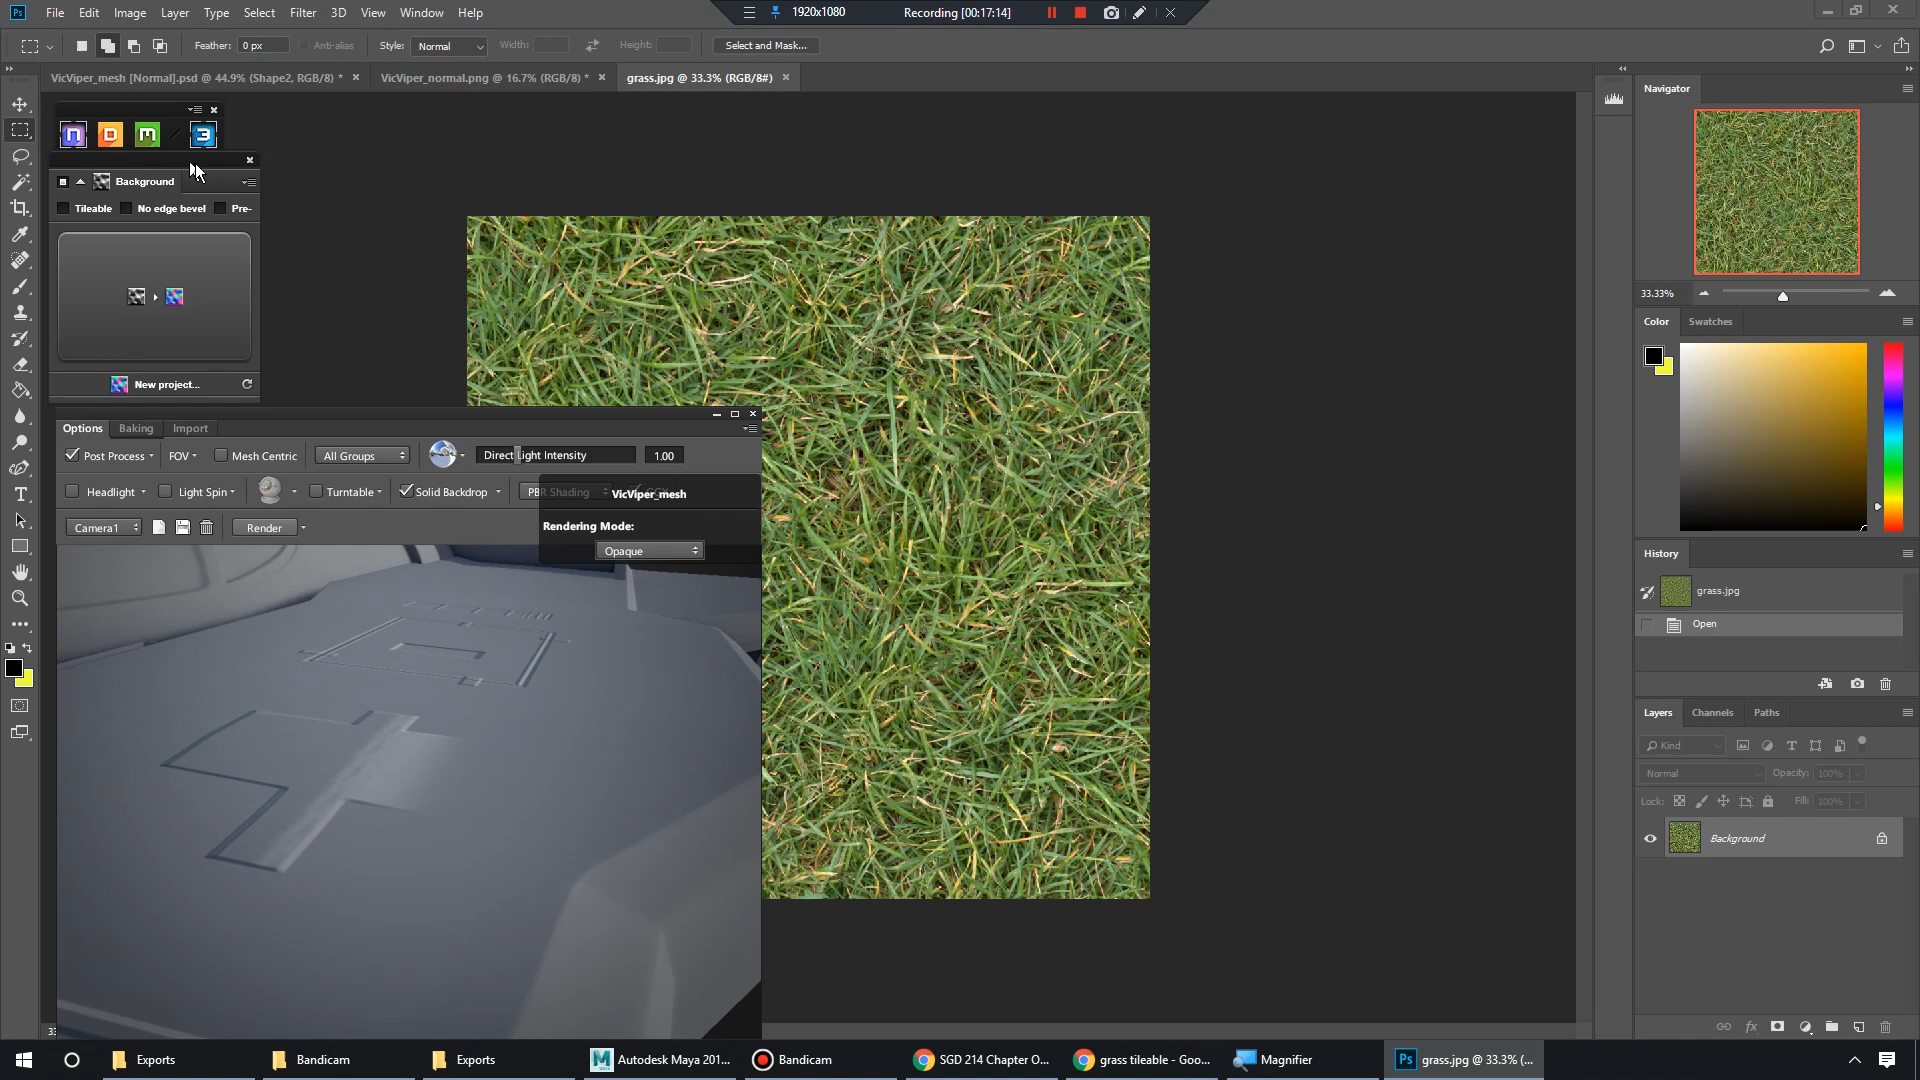 File Edit Image Layer Type Select Filter 3D View Window Help
1920x1080 Recording [00:17:14]
Feather: 0 px Anti-alias Style: Normal Width: Height: Select and Mask...
VicViper_mesh [Normal].psd @ 44.9% (Shape2, RGB/8) * VicViper_normal.png @ 16.7% (RGB/8) * grass.jpg @ 33.3% (RGB/8#)
Background
Tileable No edge bevel Pre-
New project...
Options Baking Import
Post Process FOV Mesh Centric All Groups Direct Light Intensity 1.00
Headlight Light Spin Turntable Solid Backdrop PBR Shading
VicViper_mesh
Camera1 Render
Rendering Mode:
Opaque
Navigator
33.33%
Color Swatches
History
grass.jpg
Open
Layers Channels Paths
Kind
Normal Opacity: 100%
Lock: Fill: 100%
Background
Exports Bandicam Exports Autodesk Maya 201... Bandicam SGD 214 Chapter O... grass tileable - Goo... Magnifier grass.jpg @ 33.3% (...